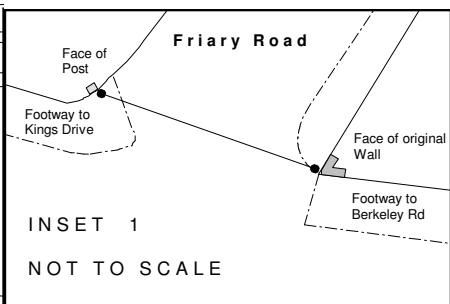 Friary Road
Face of
Post
Footway to
Kings Drive
Face of original
Wall
Footway to
Berkeley Rd
INSET 1
NOT TO SCALE